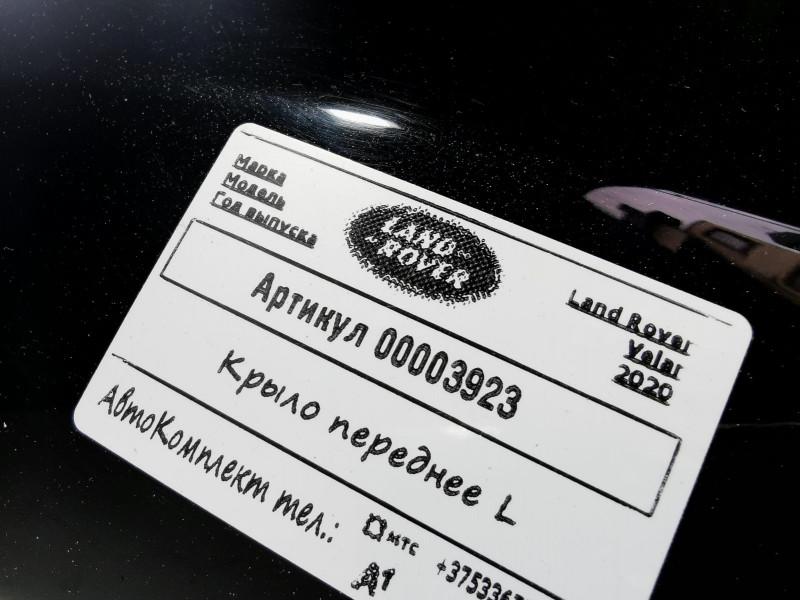 Марка
Модель
Год выпуска
LAND-
-ROVER
Land Rover
Velar
2020
Артикул 00003923
Крыло переднее L
АвтоКомплект тел.:
мтс
A1